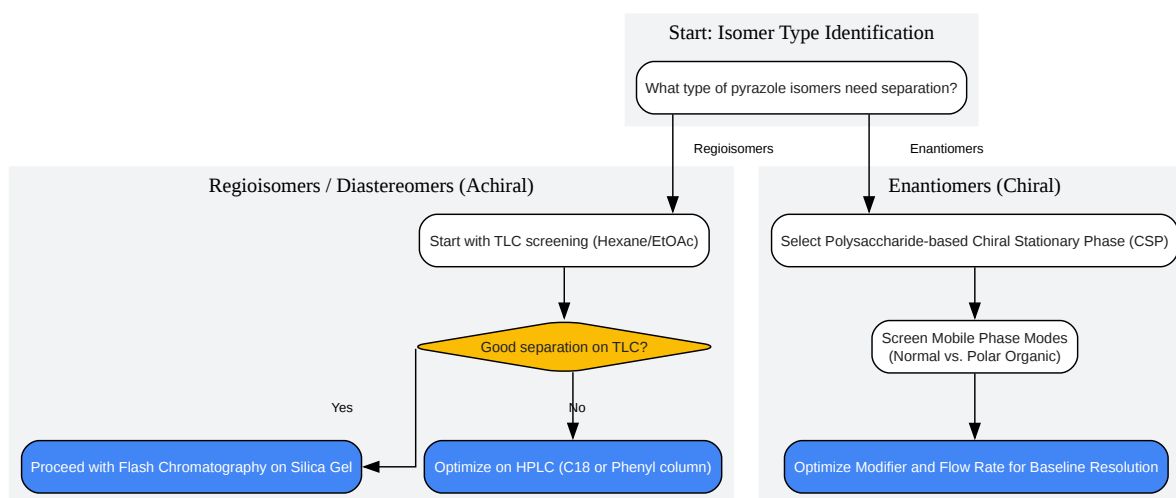 Start: Isomer Type Identification
What type of pyrazole isomers need separation?
Regioisomers
Enantiomers
Regioisomers / Diastereomers (Achiral)
Enantiomers (Chiral)
Start with TLC screening (Hexane/EtOAc)
Select Polysaccharide-based Chiral Stationary Phase (CSP)
Good separation on TLC?
Screen Mobile Phase Modes
(Normal vs. Polar Organic)
Yes
No
Proceed with Flash Chromatography on Silica Gel
Optimize on HPLC (C18 or Phenyl column)
Optimize Modifier and Flow Rate for Baseline Resolution